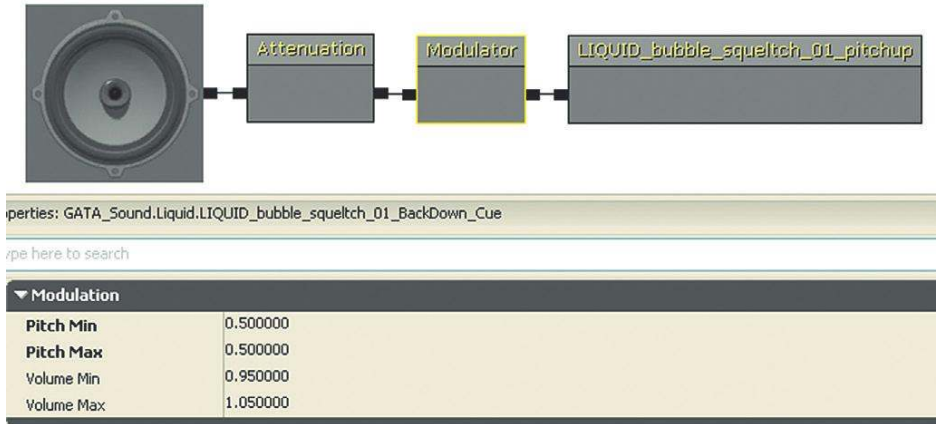 Attenuation
Modulator
LIQUID_bubble_squeltch_01_pitchup
perties: GATA_Sound.Liquid.LIQUID_bubble_squeltch_01_BackDown_Cue
ype here to search
Modulation
Pitch Min 0.500000
Pitch Max 0.500000
Volume Min 0.950000
Volume Max 1.050000